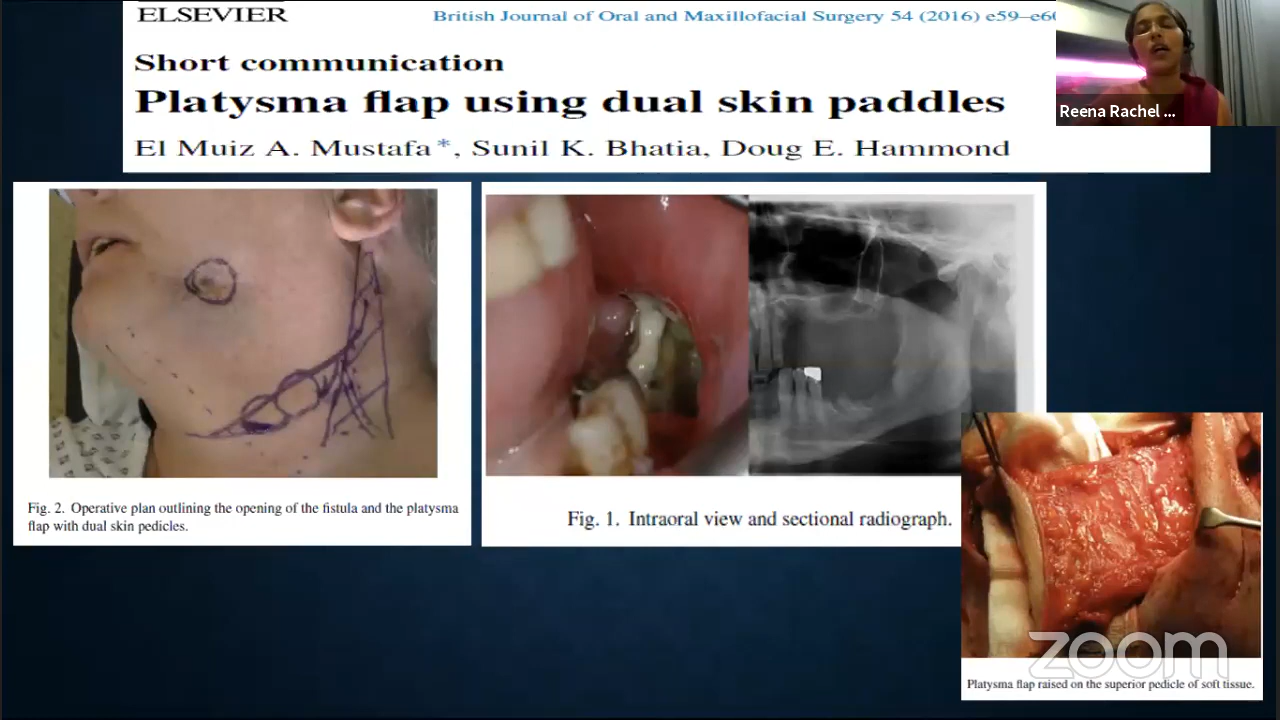 ELSEVIER
British Journal of Oral and Maxillofacial Surgery 54 (2016)
Short communication
Platysma flap using dual skin paddles
El Muiz A. Mustafa*, Sunil K. Bhatia, Doug E. Hammond
Reena Rachel ...
Fig. 2. Operative plan outlining the opening of the fistula and the platysma
flap with dual skin pedicles.
Fig. 1. Intraoral view and sectional radiograph.
zoom
Platysma flap raised on the superior pedicle of soft tissue.